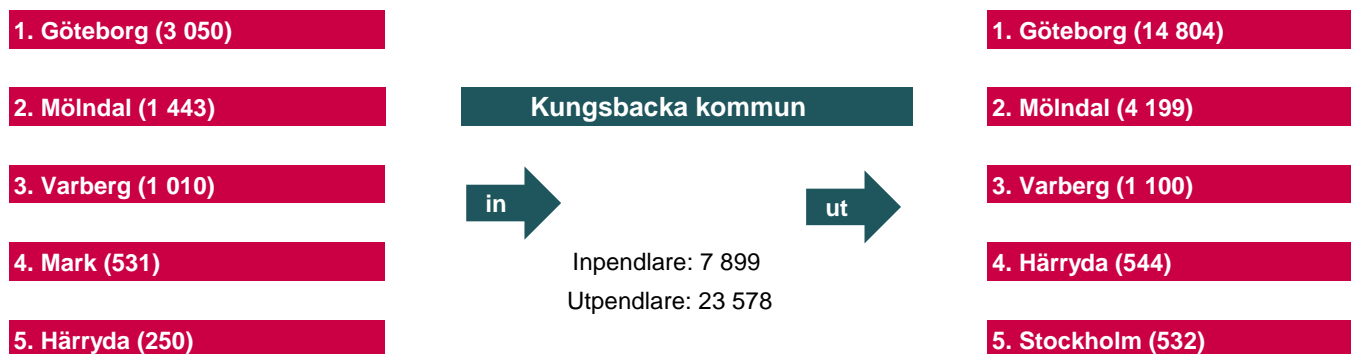 1. Göteborg (3 050)
2. Mölndal (1 443)
3. Varberg (1 010)
4. Mark (531)
5. Härryda (250)
Kungsbacka kommun
in
ut
Inpendlare: 7 899
Utpendlare: 23 578
1. Göteborg (14 804)
2. Mölndal (4 199)
3. Varberg (1 100)
4. Härryda (544)
5. Stockholm (532)